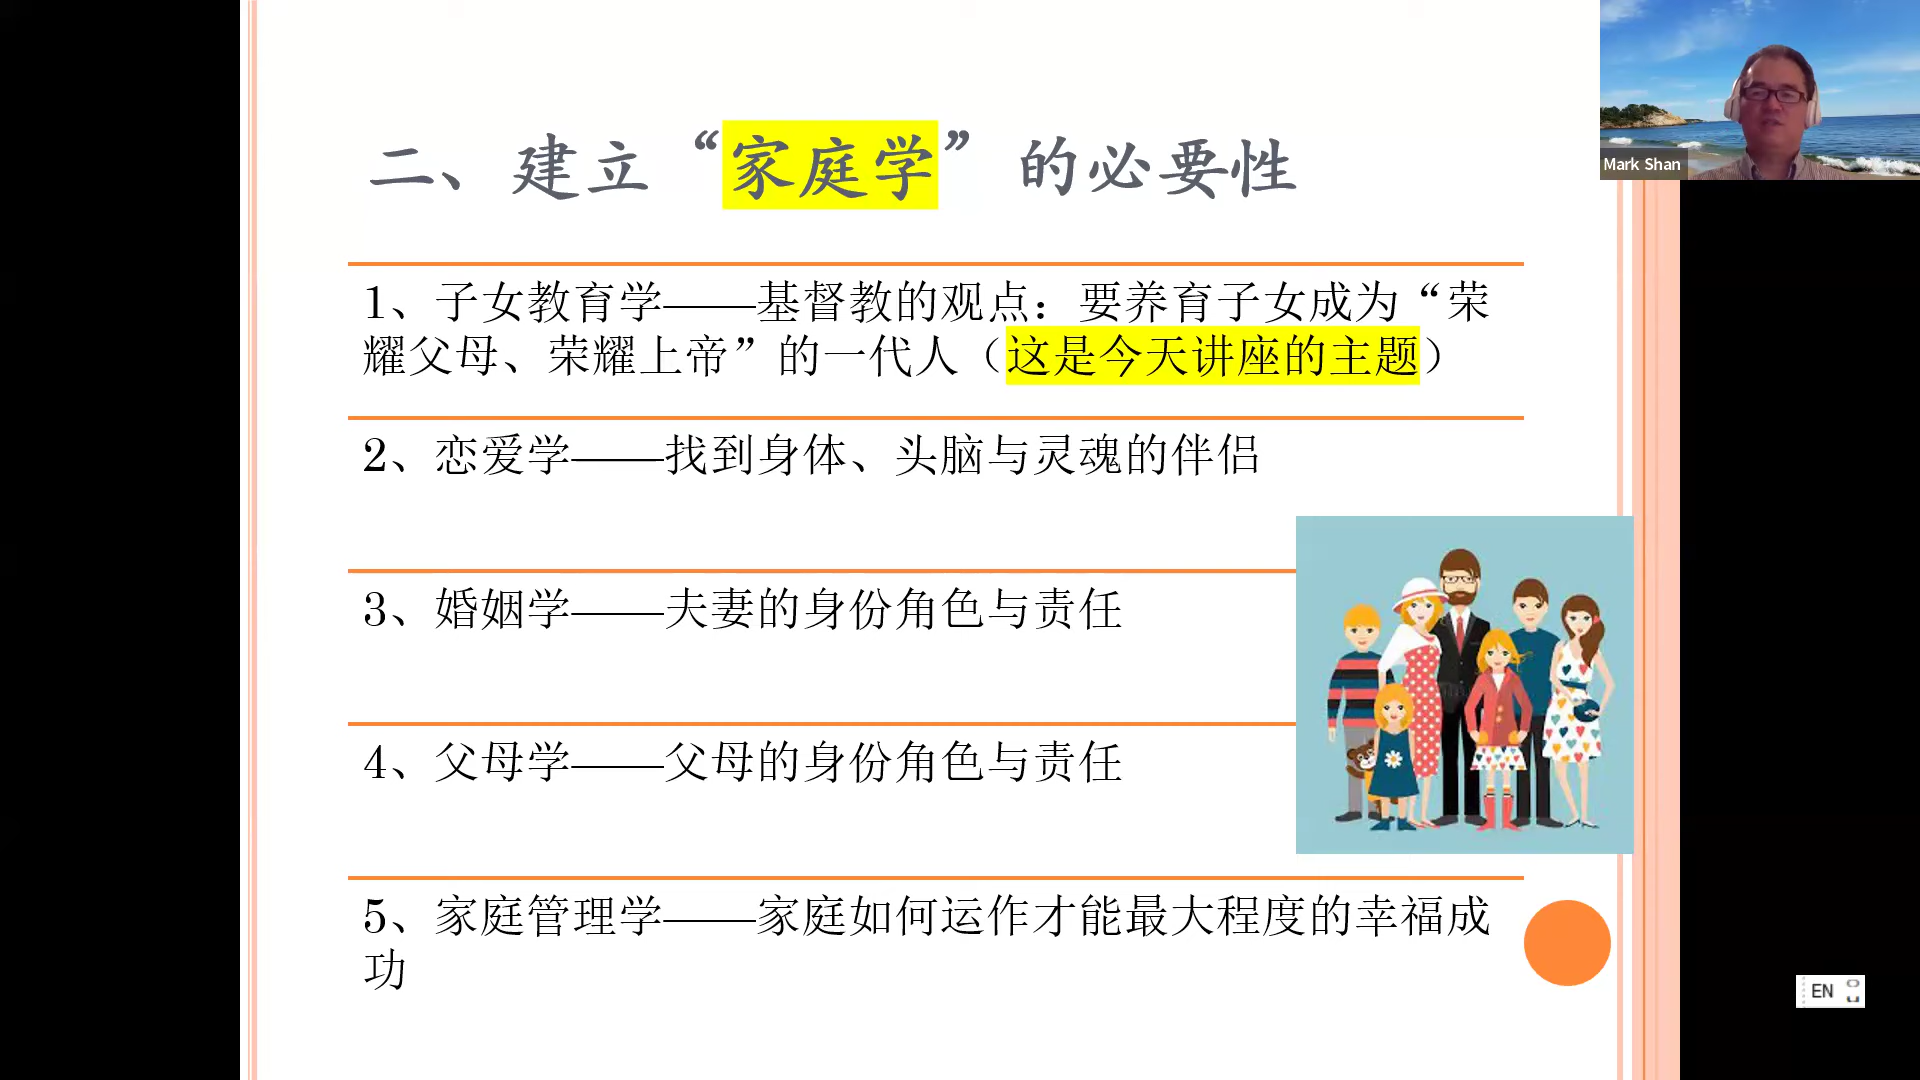 二、建立“家庭学”的必要性
1、子女教育学——基督教的观点：要养育子女成为“荣
耀父母、荣耀上帝”的一代人（这是今天讲座的主题）
2、恋爱学——找到身体、头脑与灵魂的伴侣
3、婚姻学——夫妻的身份角色与责任
4、父母学——父母的身份角色与责任
5、家庭管理学——家庭如何运作才能最大程度的幸福成
功
Mark Shan
EN